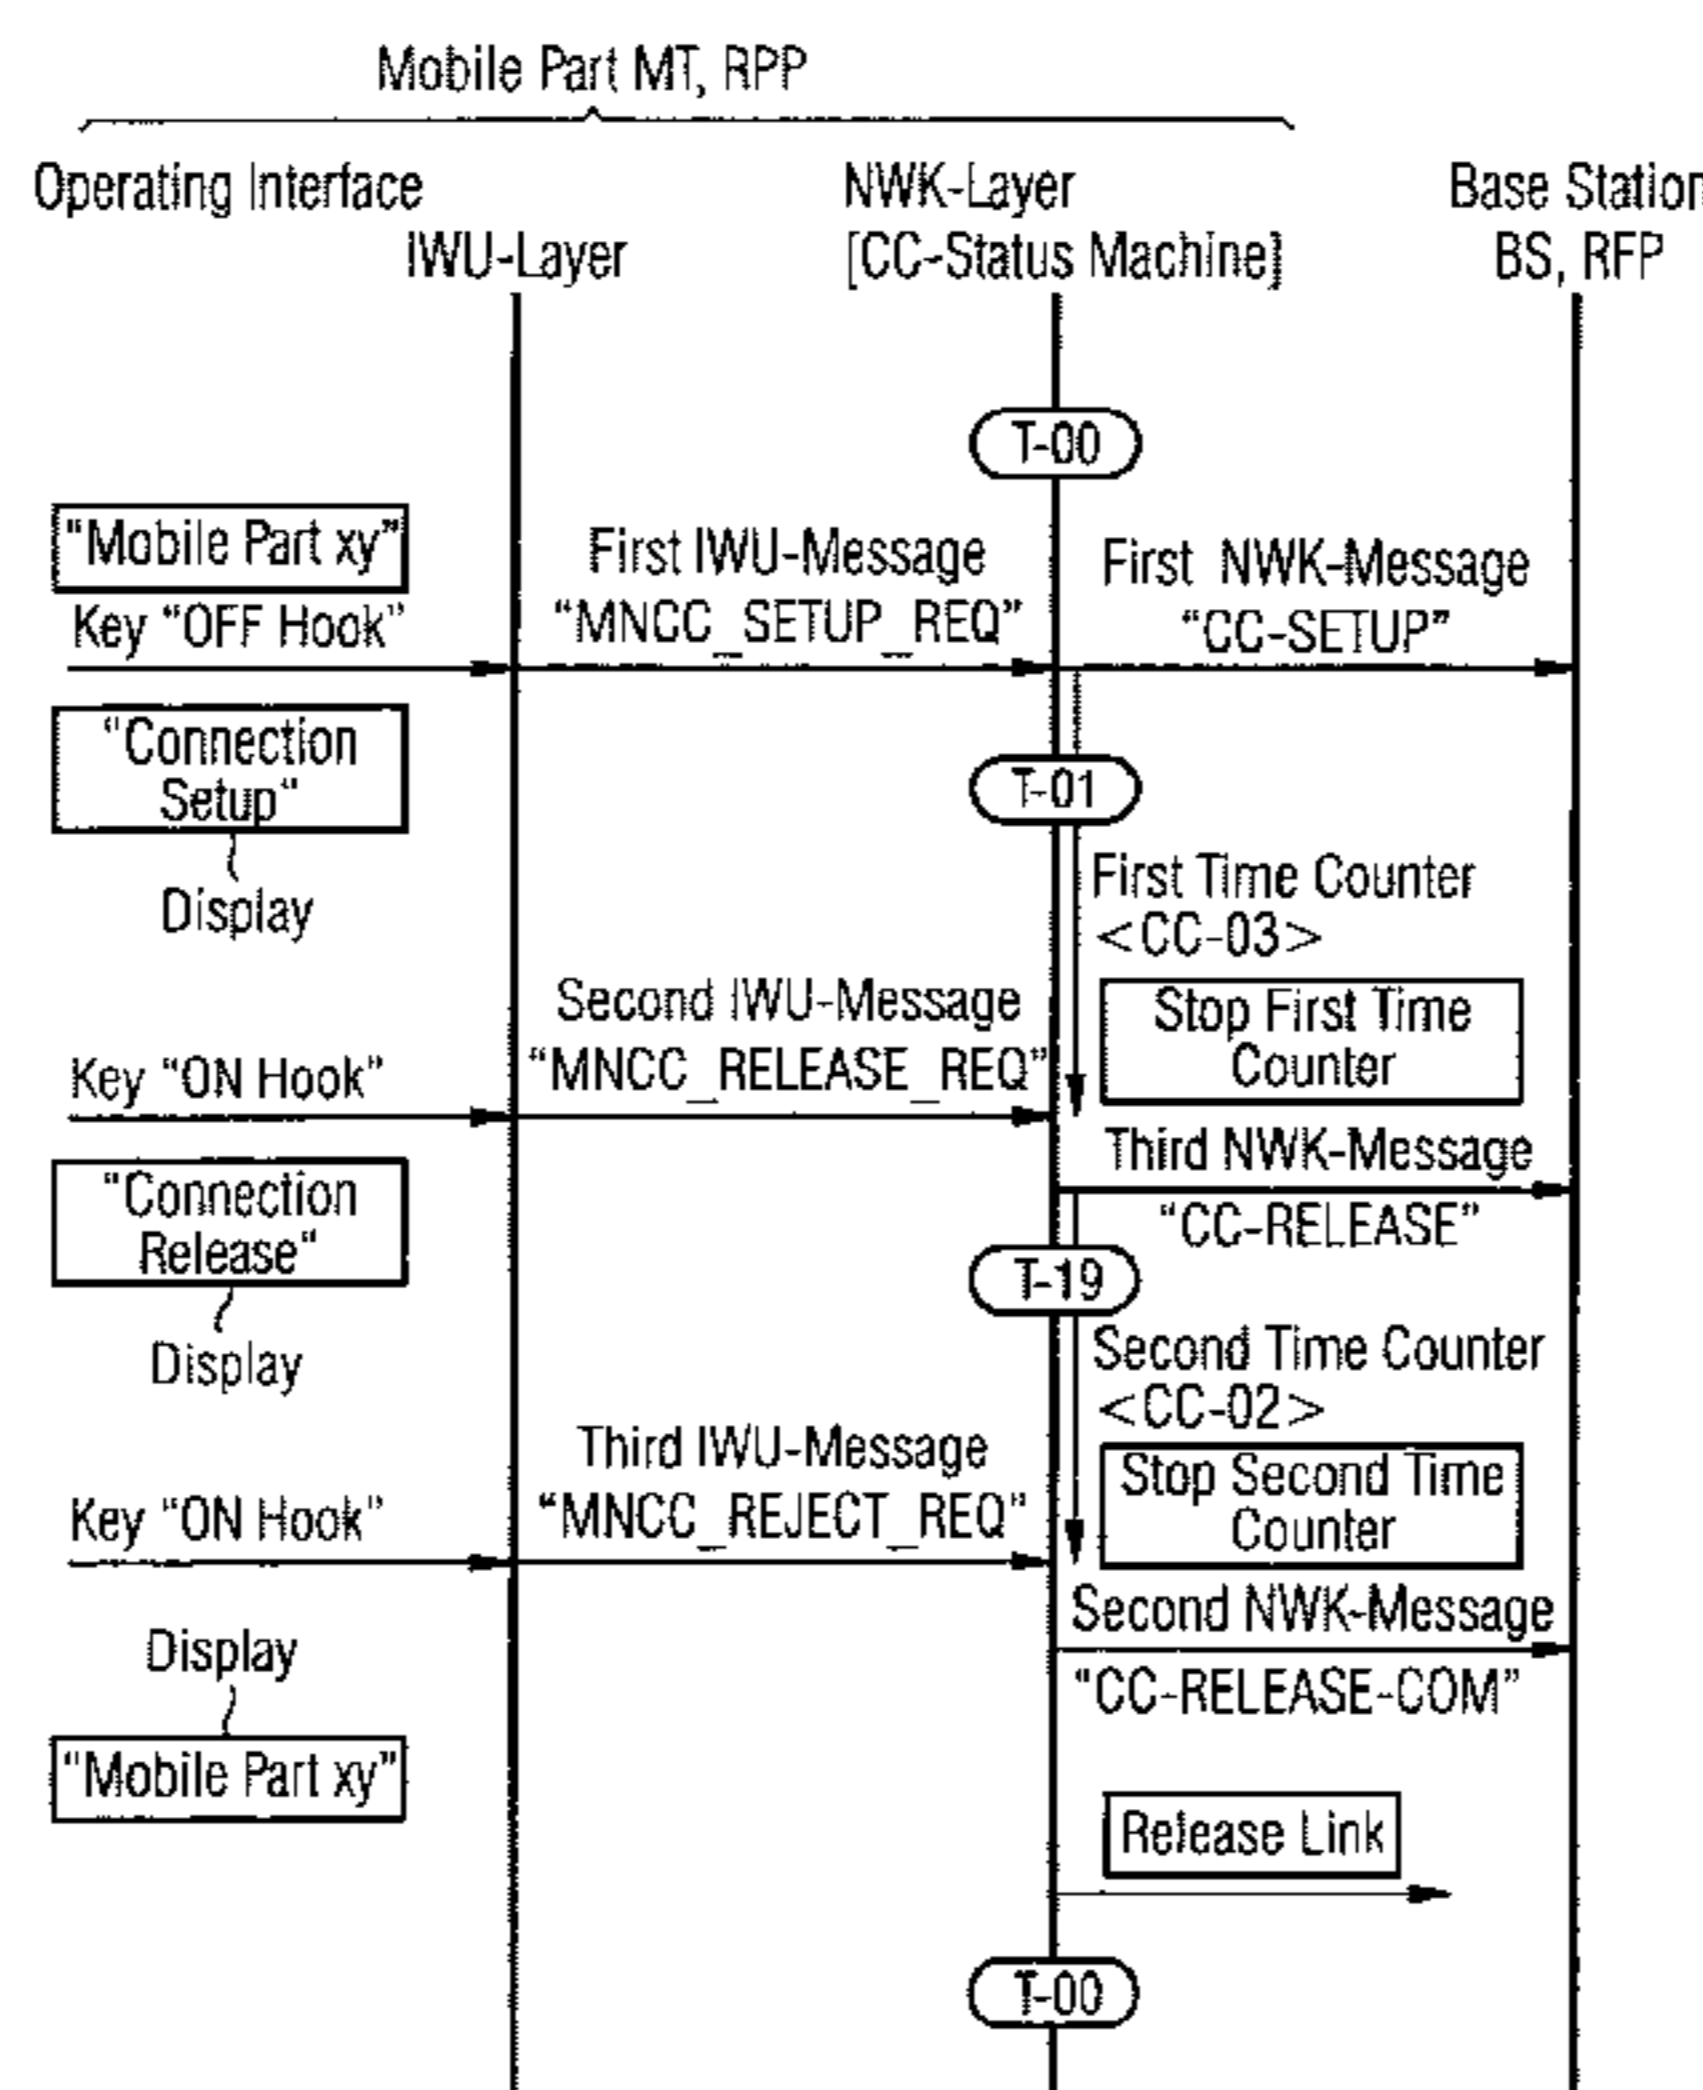 Mobile Part MT, RPP
Operating Interface
IWU-Layer
NWK-Layer
[CC-Status Machine]
Base Station
BS, RFP
T-00
"Mobile Part xy"
Key "OFF Hook"
First IWU-Message
"MNCC_SETUP_REQ"
First NWK-Message
"CC-SETUP"
"Connection
Setup"
Display
T-01
First Time Counter
<CC-03>
Stop First Time
Counter
Key "ON Hook"
Second IWU-Message
"MNCC_RELEASE_REQ"
Third NWK-Message
"CC-RELEASE"
"Connection
Release"
Display
T-19
Second Time Counter
<CC-02>
Stop Second Time
Counter
Key "ON Hook"
Third IWU-Message
"MNCC_REJECT_REQ"
Second NWK-Message
"CC-RELEASE-COM"
Display
"Mobile Part xy"
Release Link
T-00